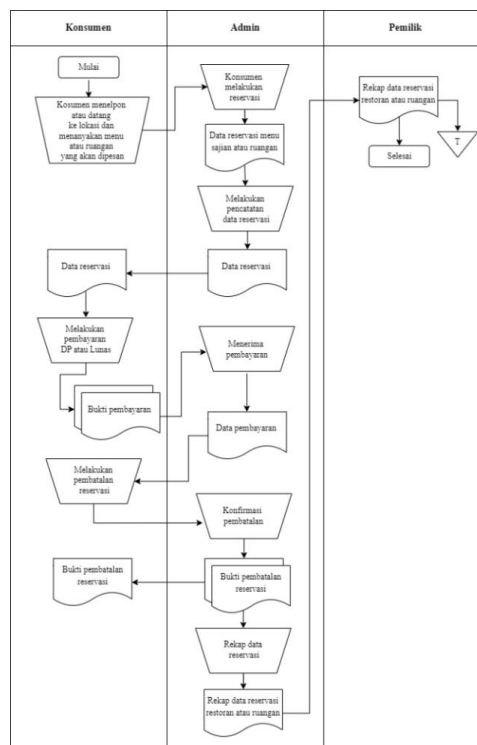 Konsumen
Admin
Pemilik
Mulai
Kosumen menelpon
atau datang
ke lokasi dan
menanyakan menu
atau ruangan
yang akan dipesan
Konsumen
melakukan
reservasi
Data reservasi menu
sajian atau ruangan
Melakukan
pencatatan
data reservasi
Data reservasi
Data reservasi
Melakukan
pembayaran
DP atau Lunas
Bukti pembayaran
Menerima
pembayaran
Data pembayaran
Melakukan
pembatalan
reservasi
Konfirmasi
pembatalan
Bukti pembatalan
reservasi
Bukti pembatalan
reservasi
Rekap data
reservasi
Rekap data reservasi
restoran atau ruangan
Rekap data reservasi
restoran atau ruangan
T
Selesai